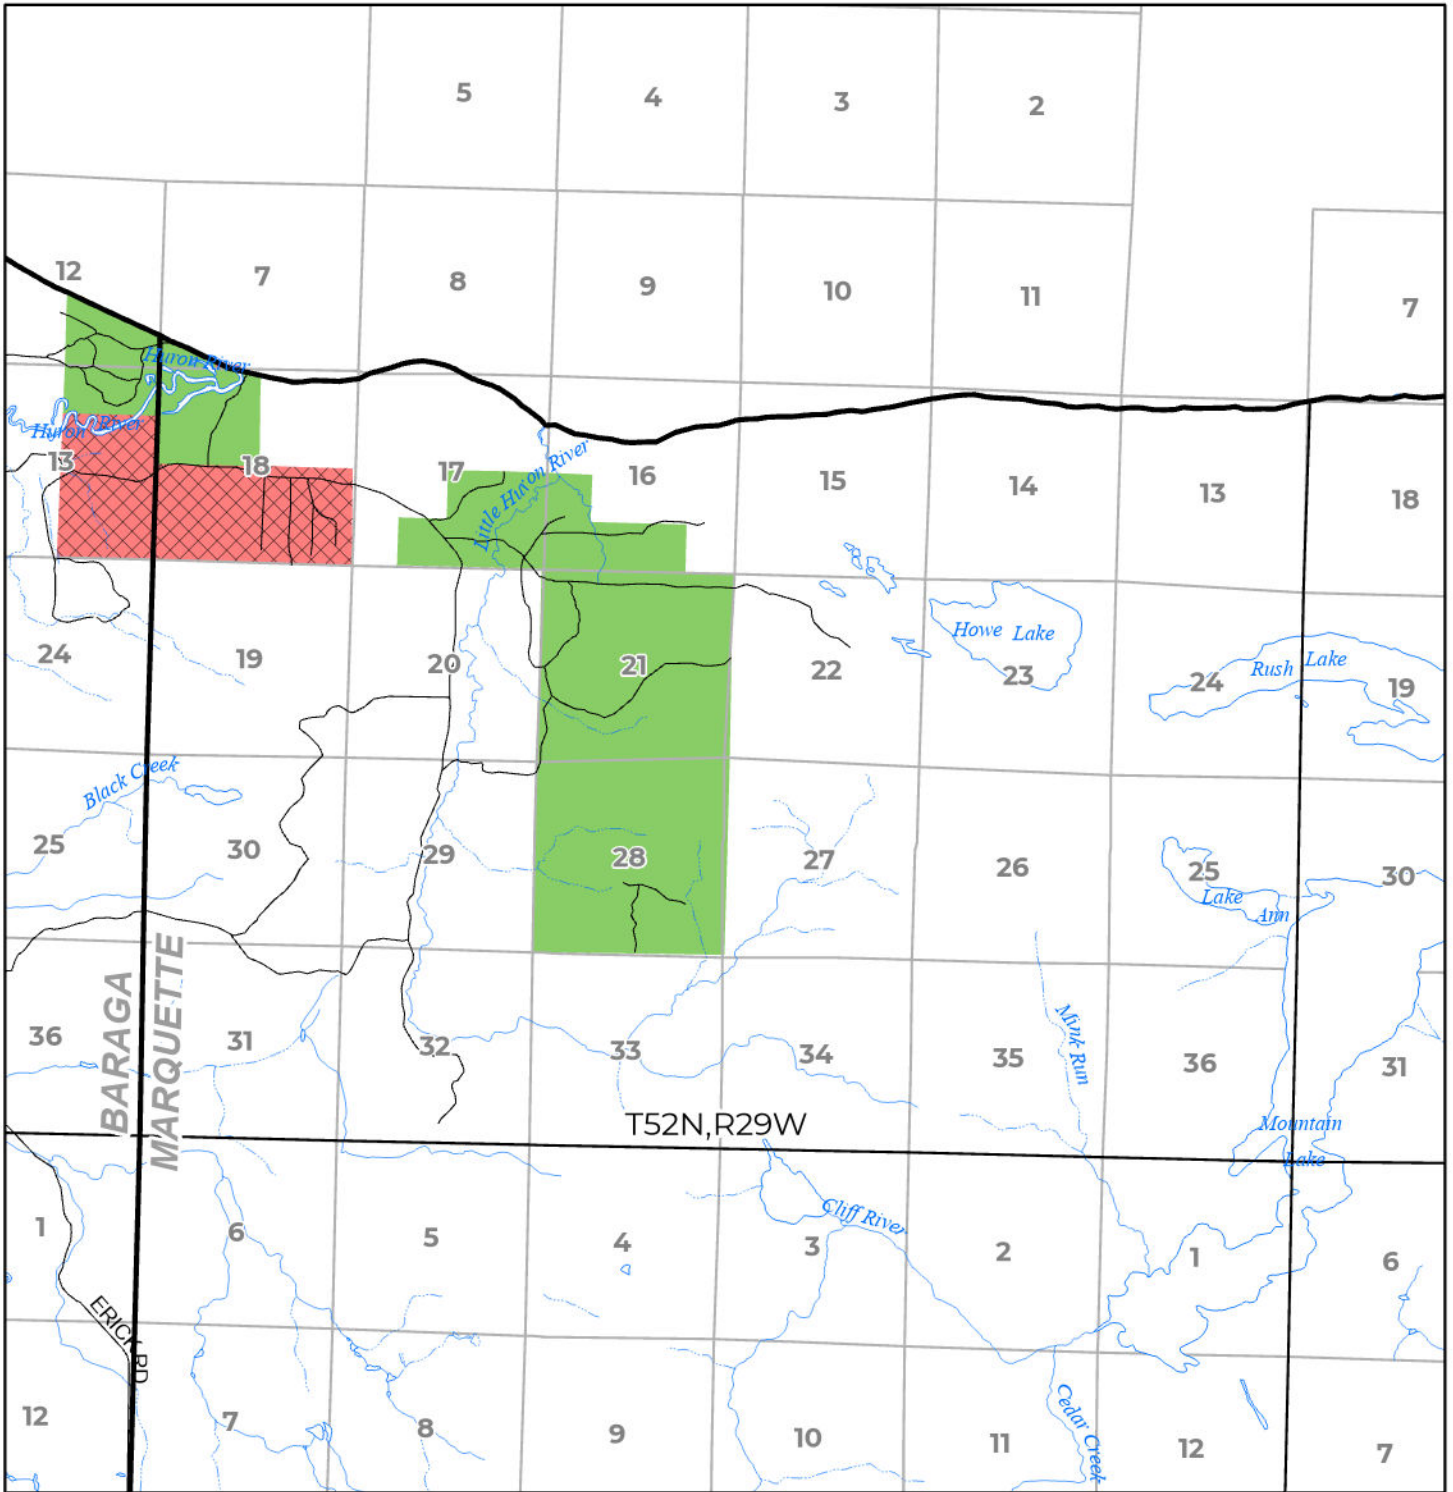 5 4 3 2
12 7 8 9 10 11 7
Huron River
Huron River
13 18 17 16 15 14 13 18
Little Huron River
Howe Lake
Rush Lake
24 19 20 21 22 23 24 19
Black Creek
25 30 29 28 27 26 25 30
Lake Ann
BARAGA
MARQUETTE
36 31 32 33 34 35 36 31
Mink Run
T52N,R29W
Mountain
Lake
Cliff River
1 6 5 4 3 2 1 6
ERICK RD
Cedar Creek
12 7 8 9 10 11 12 7